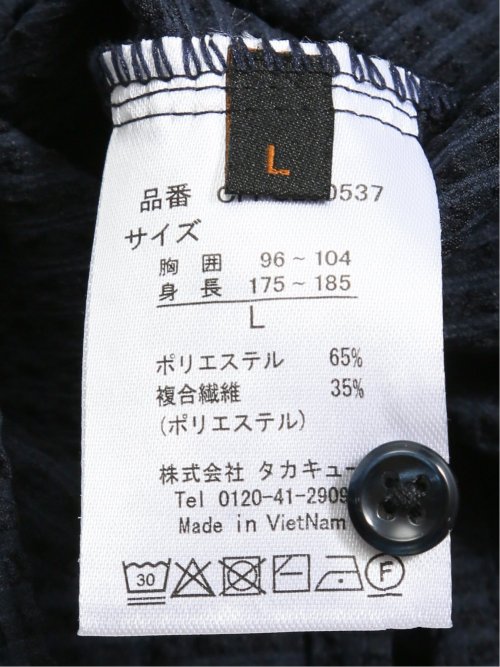 L
品番 0537
サイズ
胸囲 96～104
身長 175～185
L
ポリエステル 65%
複合繊維 35%
(ポリエステル)
株式会社 タカキュー
Tel 0120-41-2909
Made in VietNam
30 F